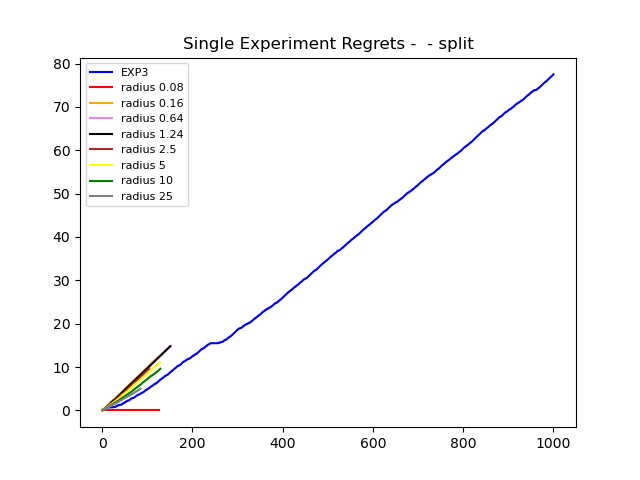 Single Experiment Regrets -  - split
EXP3
radius 0.08
radius 0.16
radius 0.64
radius 1.24
radius 2.5
radius 5
radius 10
radius 25
80
70
60
50
40
30
20
10
0
0 200 400 600 800 1000